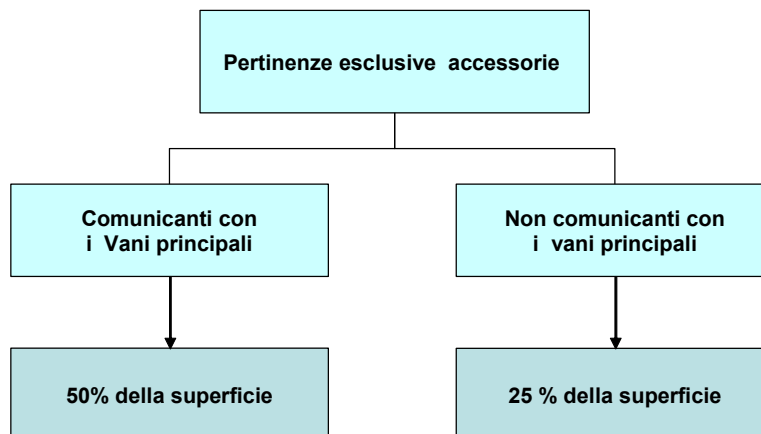 Pertinenze esclusive accessorie
Comunicanti con
i Vani principali
Non comunicanti con
i vani principali
50% della superficie
25 % della superficie